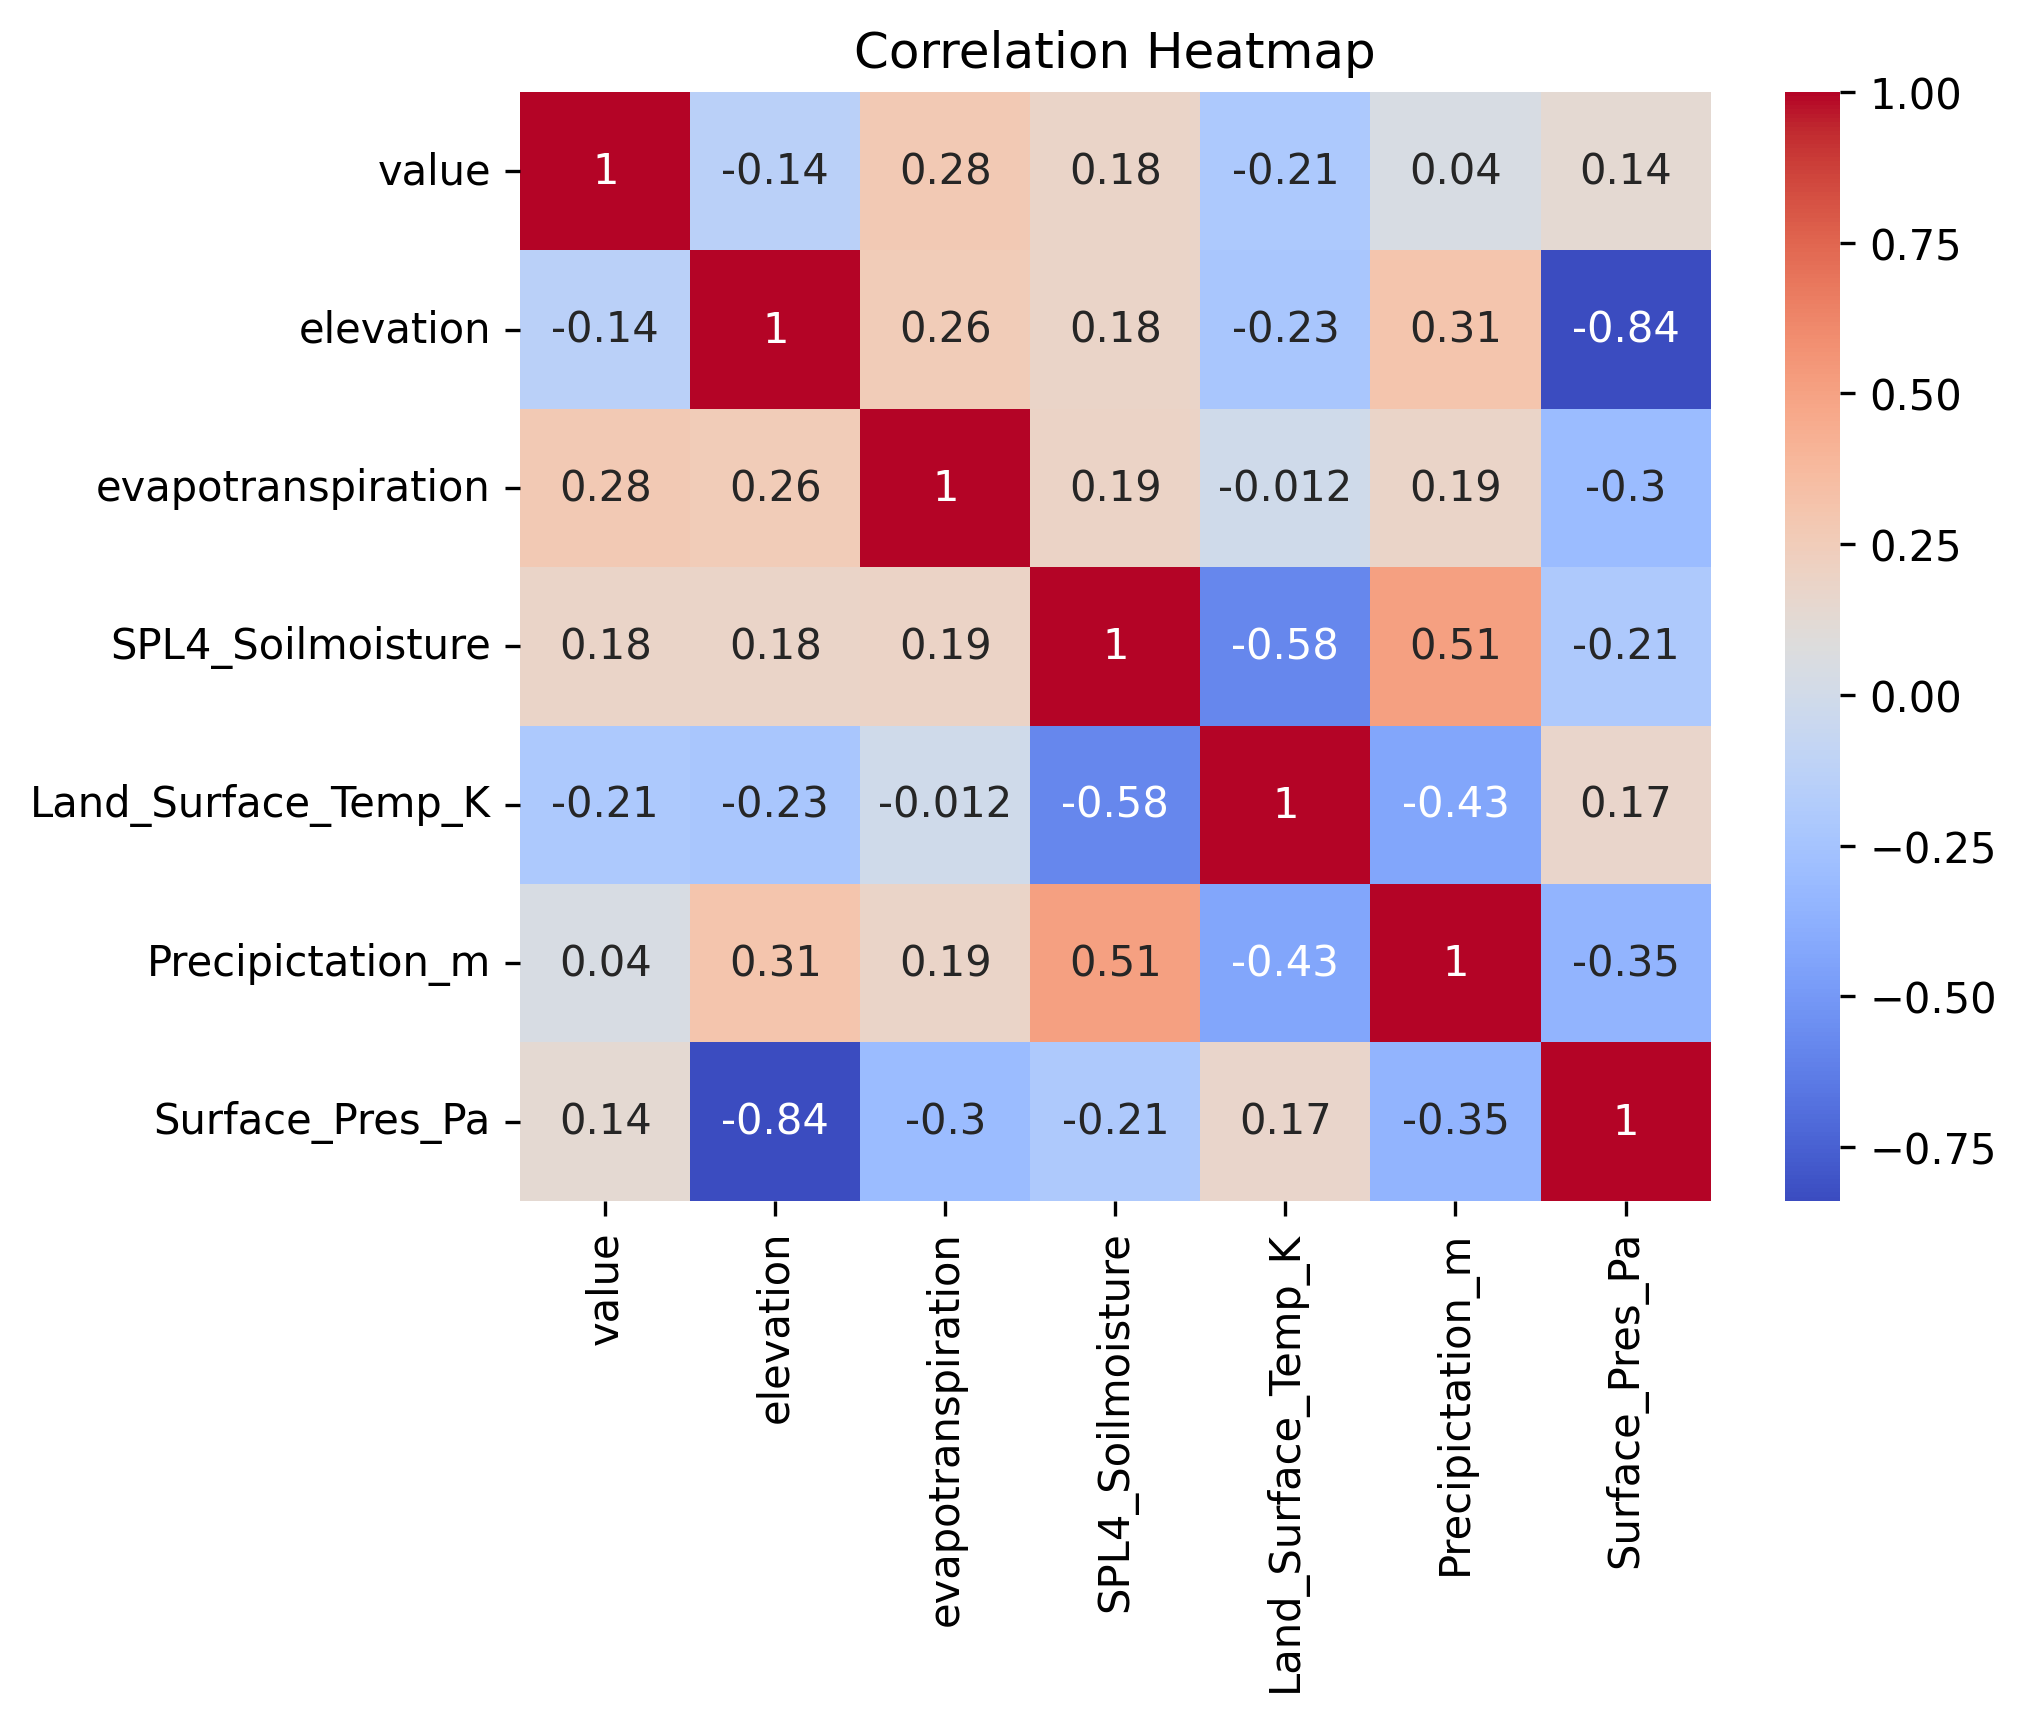 Correlation Heatmap
value 1 -0.14 0.28 0.18 -0.21 0.04 0.14
elevation -0.14 1 0.26 0.18 -0.23 0.31 -0.84
evapotranspiration 0.28 0.26 1 0.19 -0.012 0.19 -0.3
SPL4_Soilmoisture 0.18 0.18 0.19 1 -0.58 0.51 -0.21
Land_Surface_Temp_K -0.21 -0.23 -0.012 -0.58 1 -0.43 0.17
Precipictation_m 0.04 0.31 0.19 0.51 -0.43 1 -0.35
Surface_Pres_Pa 0.14 -0.84 -0.3 -0.21 0.17 -0.35 1
value
elevation
evapotranspiration
SPL4_Soilmoisture
Land_Surface_Temp_K
Precipictation_m
Surface_Pres_Pa
1.00
0.75
0.50
0.25
0.00
−0.25
−0.50
−0.75